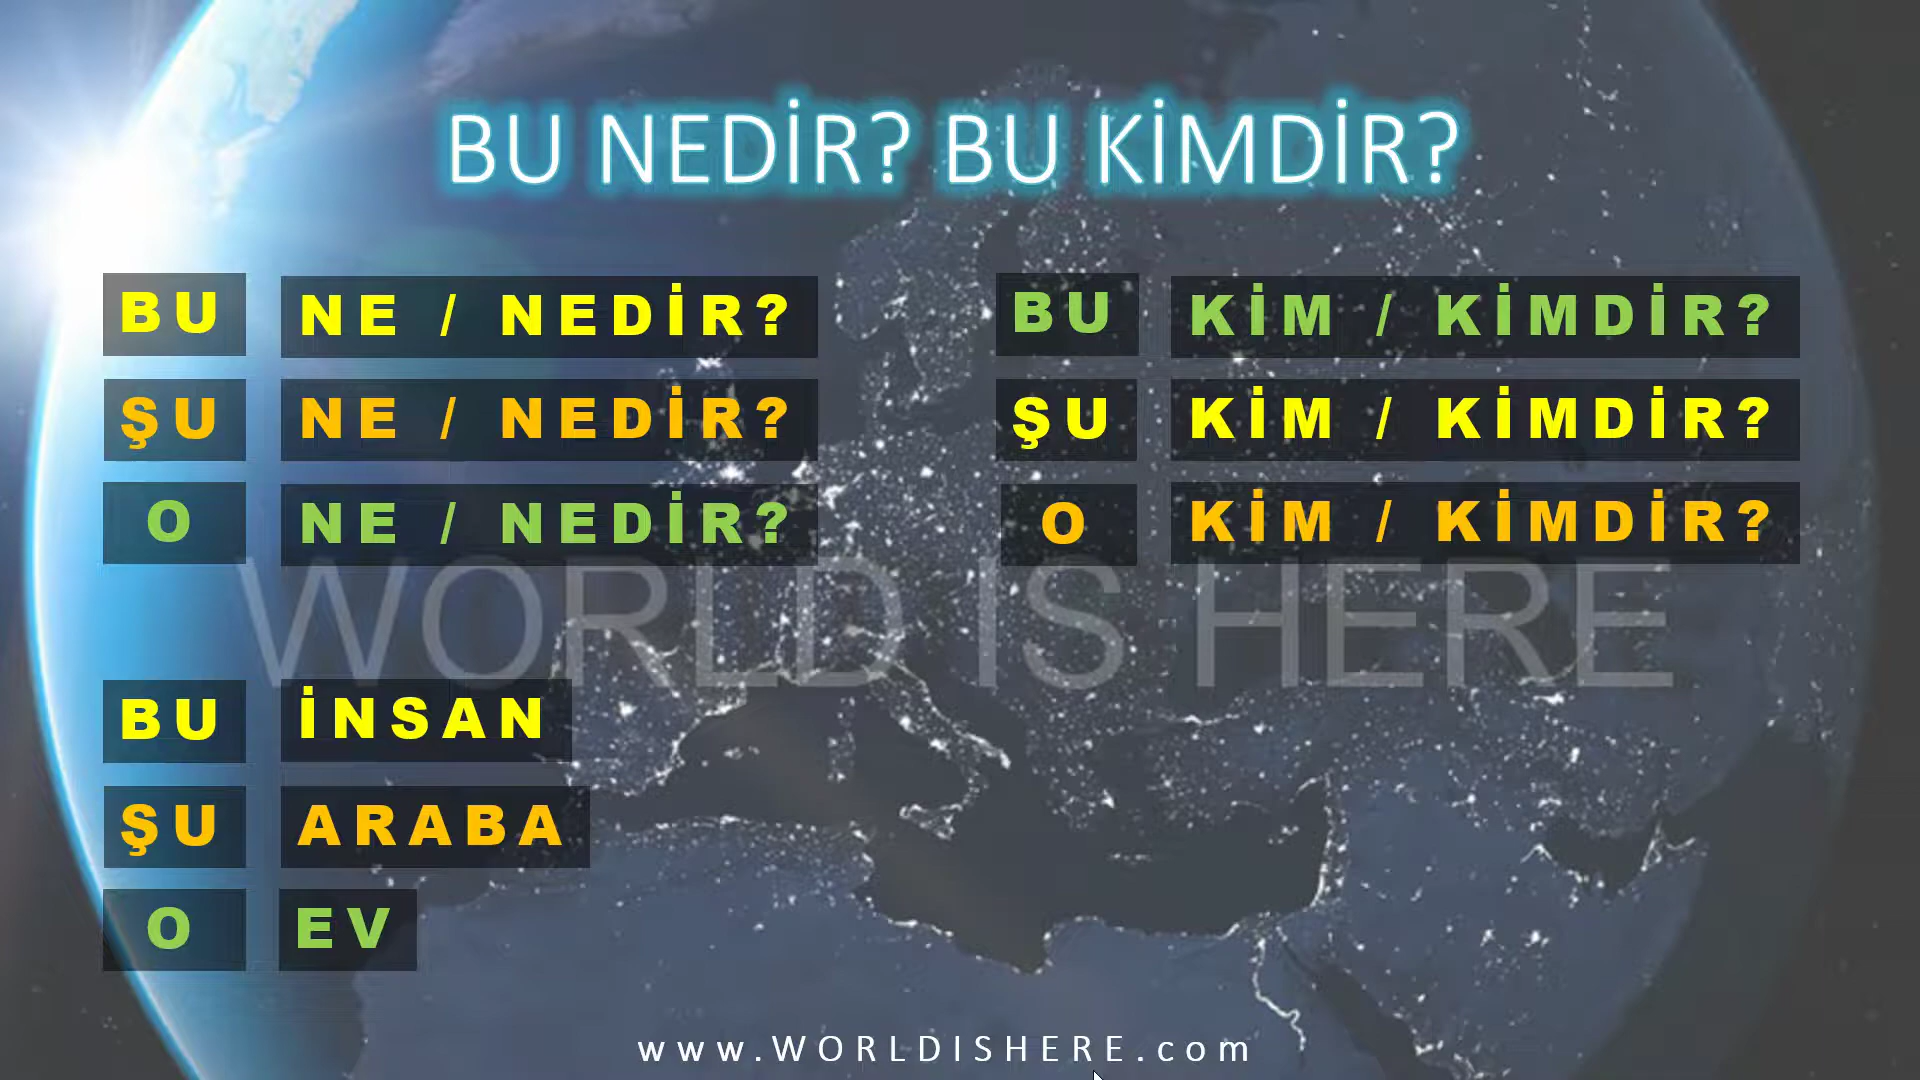 BU NEDİR? BU KİMDİR?
BU NE / NEDİR?
ŞU NE / NEDİR?
O NE / NEDİR?
BU KİM / KİMDİR?
ŞU KİM / KİMDİR?
O KİM / KİMDİR?
WORLD IS HERE
BU İNSAN
ŞU ARABA
O EV
www.WORLDISHERE.com